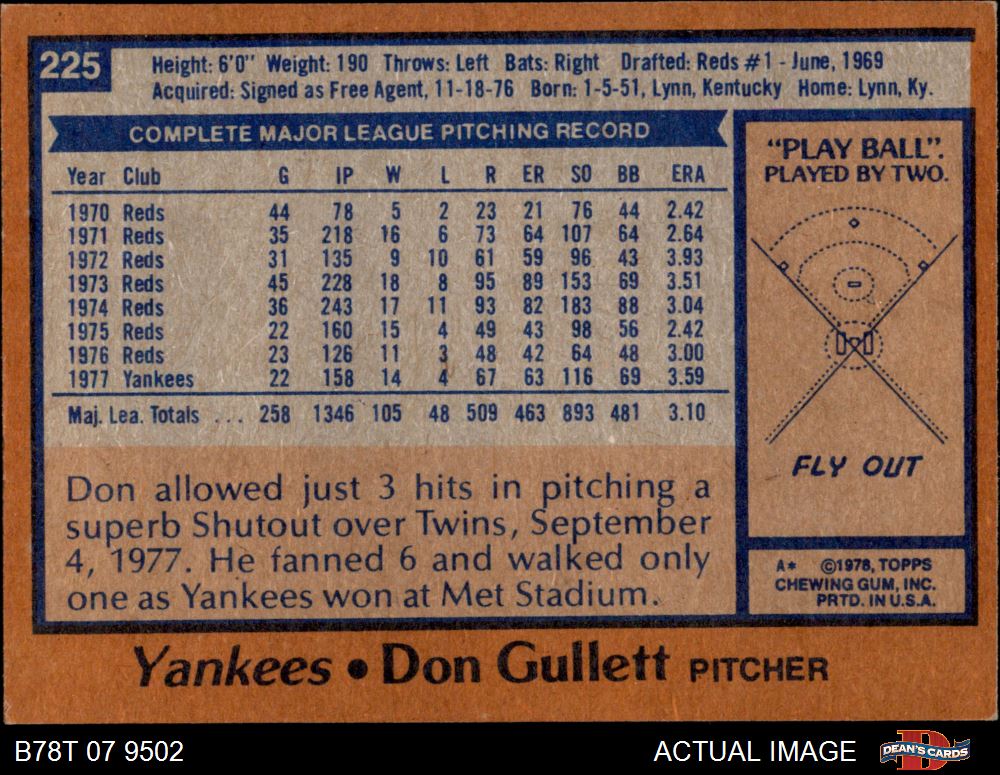 225
Height: 6'0" Weight: 190 Throws: Left Bats: Right Drafted: Reds #1 - June, 1969
Acquired: Signed as Free Agent, 11-18-76 Born: 1-5-51, Lynn, Kentucky Home: Lynn, Ky.
COMPLETE MAJOR LEAGUE PITCHING RECORD
Year Club G IP W L R ER SO BB ERA
1970 Reds 44 78 5 2 23 21 76 44 2.42
1971 Reds 35 218 16 6 73 64 107 64 2.64
1972 Reds 31 135 9 10 61 59 96 43 3.93
1973 Reds 45 228 18 8 95 89 153 69 3.51
1974 Reds 36 243 17 11 93 82 183 88 3.04
1975 Reds 22 160 15 4 49 43 98 56 2.42
1976 Reds 23 126 11 3 48 42 64 48 3.00
1977 Yankees 22 158 14 4 67 63 116 69 3.59
Maj. Lea. Totals ... 258 1346 105 48 509 463 893 481 3.10
Don allowed just 3 hits in pitching a
superb Shutout over Twins, September
4, 1977. He fanned 6 and walked only
one as Yankees won at Met Stadium.
"PLAY BALL".
PLAYED BY TWO.
FLY OUT
A* ©1978, TOPPS
CHEWING GUM, INC.
PRTD. IN U.S.A.
Yankees • Don Gullett PITCHER
B78T 07 9502
ACTUAL IMAGE
D
DEAN'S CARDS